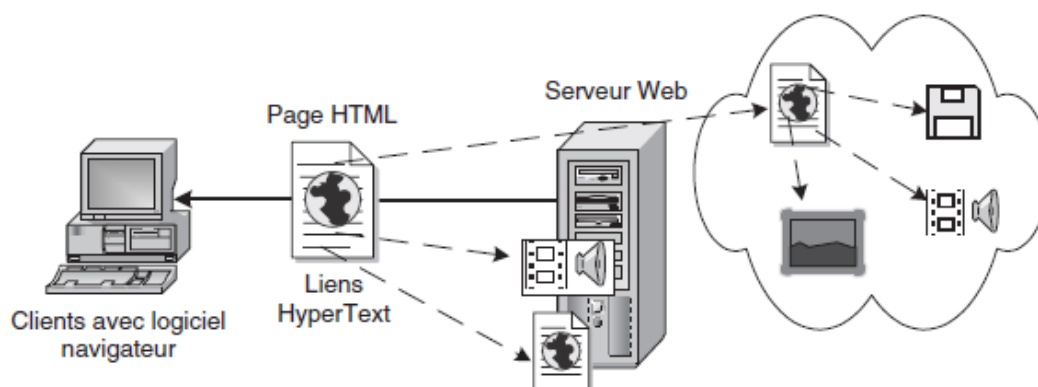 Serveur Web
Page HTML
Liens
HyperText
Clients avec logiciel
navigateur